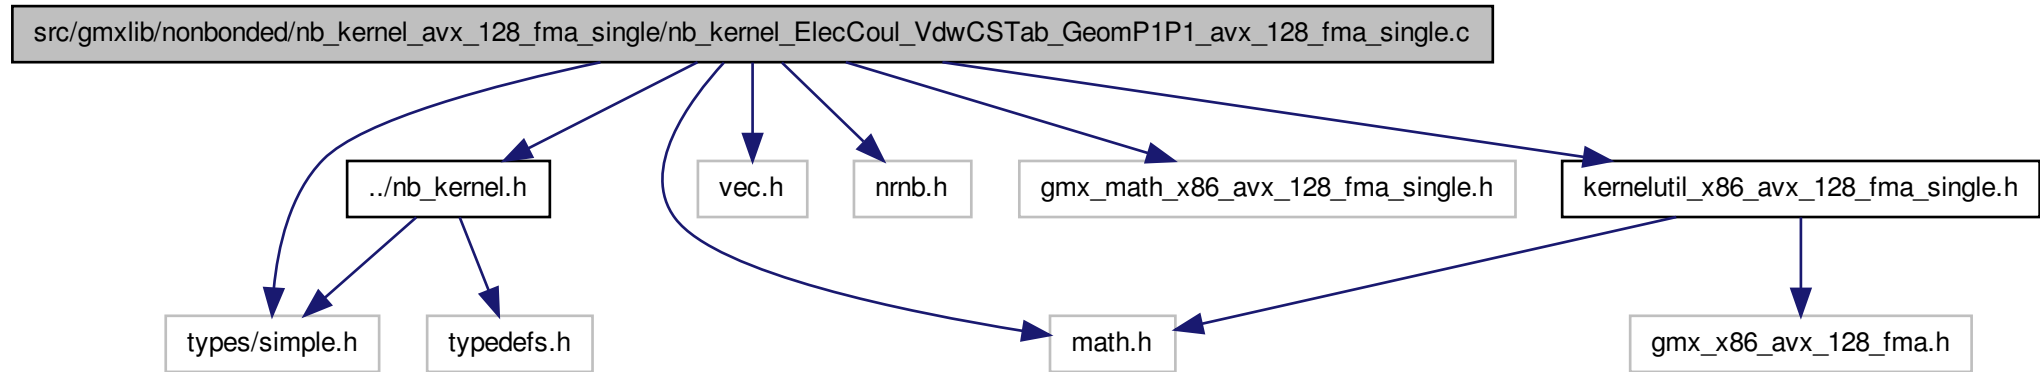 src/gmxlib/nonbonded/nb_kernel_avx_128_fma_single/nb_kernel_ElecCoul_VdwCSTab_GeomP1P1_avx_128_fma_single.c
../nb_kernel.h
vec.h
nrnb.h
gmx_math_x86_avx_128_fma_single.h
kernelutil_x86_avx_128_fma_single.h
types/simple.h
typedefs.h
math.h
gmx_x86_avx_128_fma.h